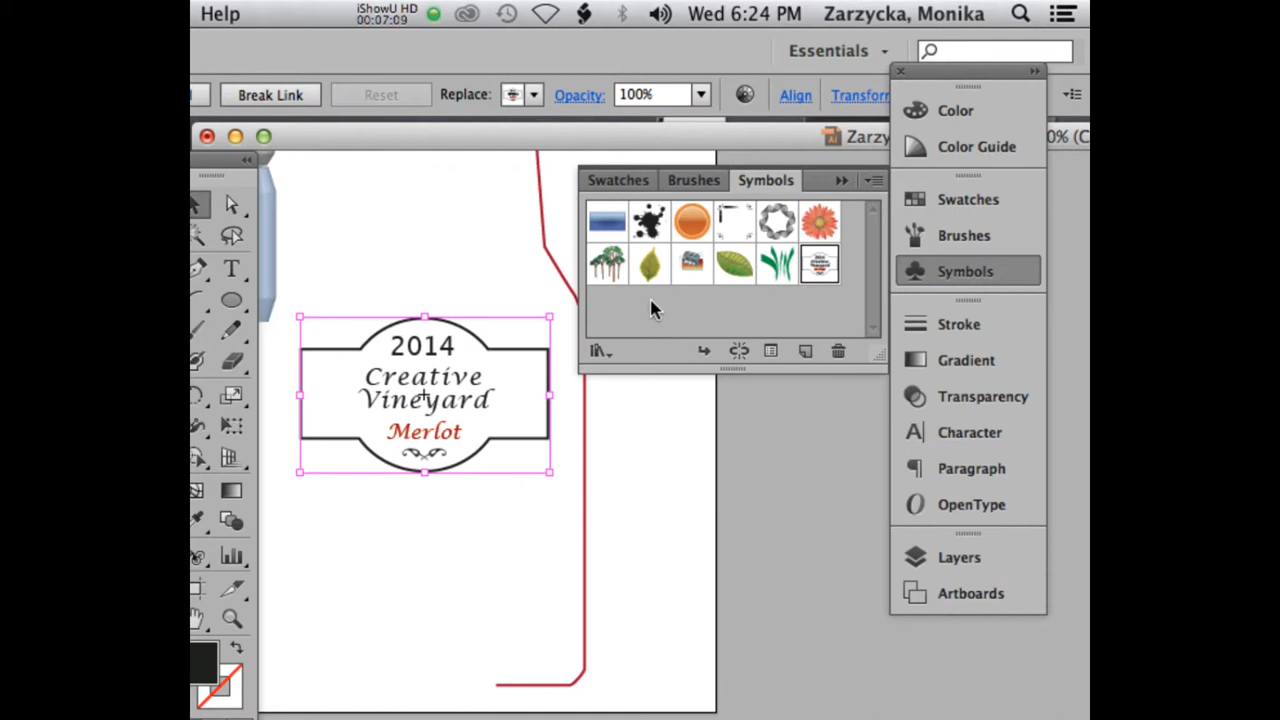 Help
iShowU HD
00:07:09
Wed 6:24 PM
Zarzycka, Monika
Essentials
Break Link
Reset
Replace:
Opacity:
100%
Align
Transform
Zarzy
0% (C
Swatches
Brushes
Symbols
2014
Creative
Vineyard
Merlot
Color
Color Guide
Swatches
Brushes
Symbols
Stroke
Gradient
Transparency
Character
Paragraph
OpenType
Layers
Artboards